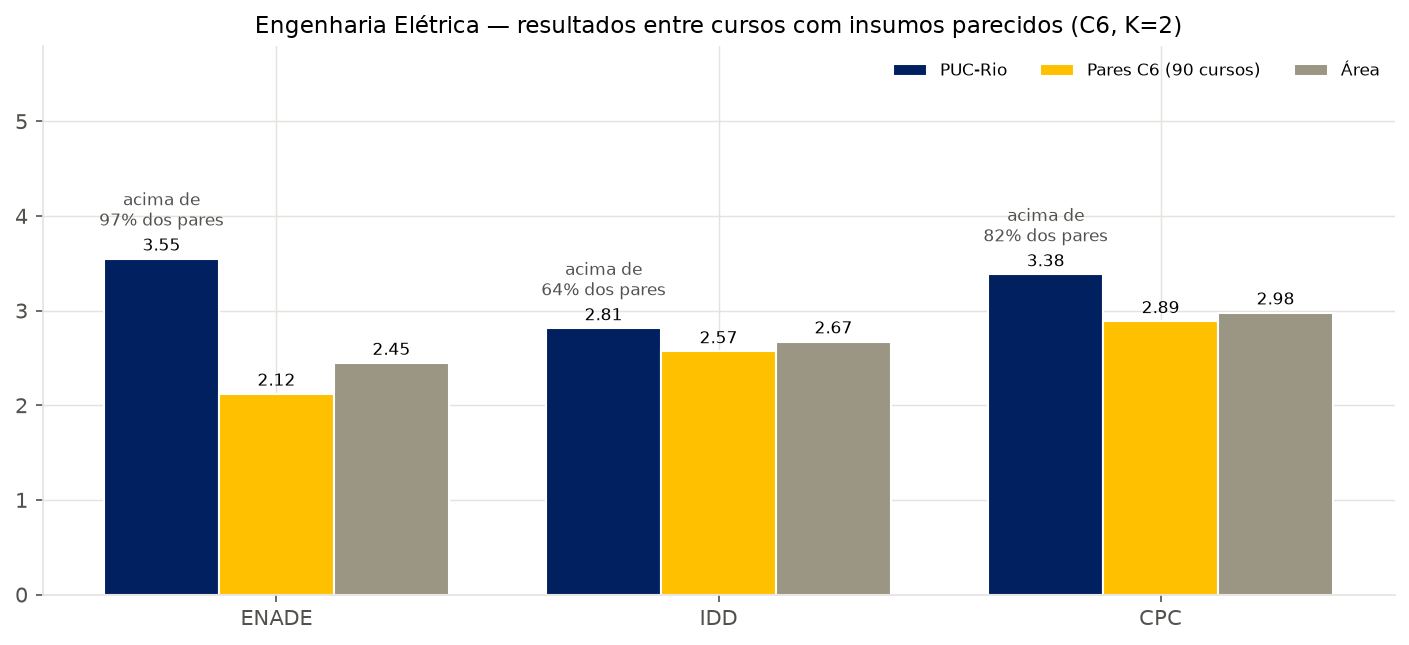 Engenharia Elétrica — resultados entre cursos com insumos parecidos (C6, K=2)
PUC-Rio
Pares C6 (90 cursos)
Área
5
4
3
2
1
0
acima de
97% dos pares
3.55
2.12
2.45
acima de
64% dos pares
2.81
2.57
2.67
acima de
82% dos pares
3.38
2.89
2.98
ENADE
IDD
CPC